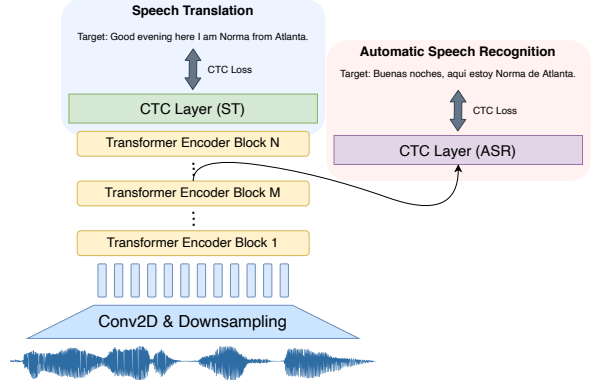 Speech Translation
Target: Good evening here I am Norma from Atlanta.
CTC Loss
CTC Layer (ST)
Transformer Encoder Block N
Transformer Encoder Block M
Transformer Encoder Block 1
Conv2D & Downsampling
Automatic Speech Recognition
Target: Buenas noches, aquí estoy Norma de Atlanta.
CTC Loss
CTC Layer (ASR)